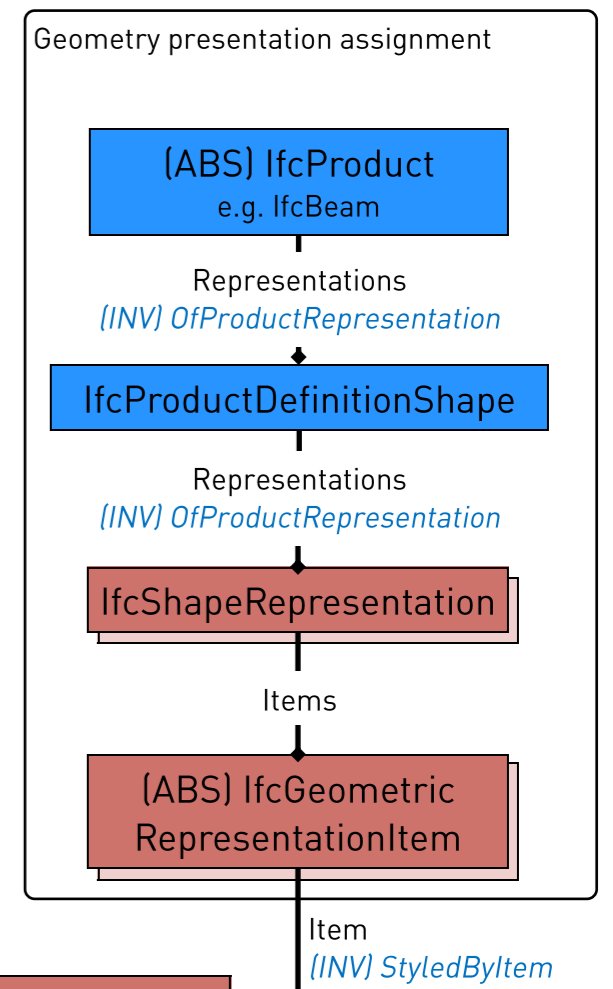 Geometry presentation assignment
(ABS) IfcProduct
e.g. IfcBeam
Representations
(INV) OfProductRepresentation
IfcProductDefinitionShape
Representations
(INV) OfProductRepresentation
IfcShapeRepresentation
Items
(ABS) IfcGeometric
RepresentationItem
Item
(INV) StyledByItem